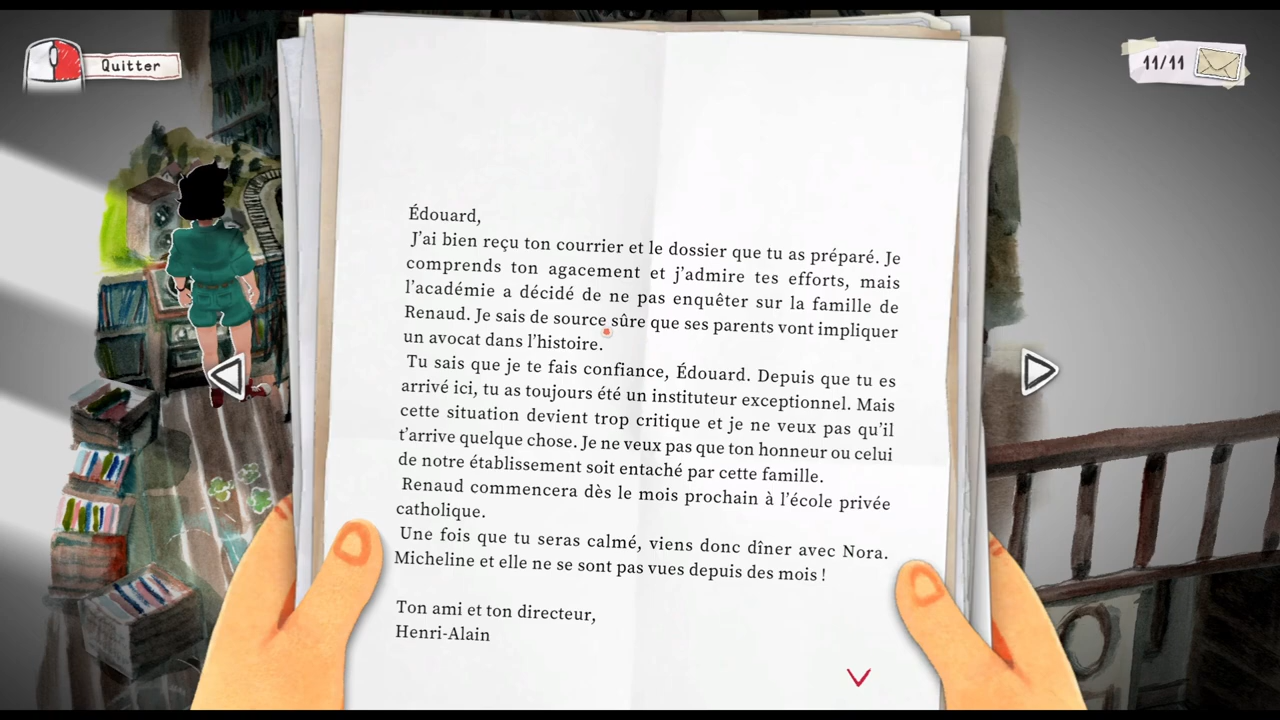 Quitter
11/11
Édouard,
J'ai bien reçu ton courrier et le dossier que tu as préparé. Je
comprends ton agacement et j'admire tes efforts, mais
l'académie a décidé de ne pas enquêter sur la famille de
Renaud. Je sais de source sûre que ses parents vont impliquer
un avocat dans l'histoire.
Tu sais que je te fais confiance, Édouard. Depuis que tu es
arrivé ici, tu as toujours été un instituteur exceptionnel. Mais
cette situation devient trop critique et je ne veux pas qu'il
t'arrive quelque chose. Je ne veux pas que ton honneur ou celui
de notre établissement soit entaché par cette famille.
Renaud commencera dès le mois prochain à l'école privée
catholique.
Une fois que tu seras calmé, viens donc dîner avec Nora.
Micheline et elle ne se sont pas vues depuis des mois !
Ton ami et ton directeur,
Henri-Alain